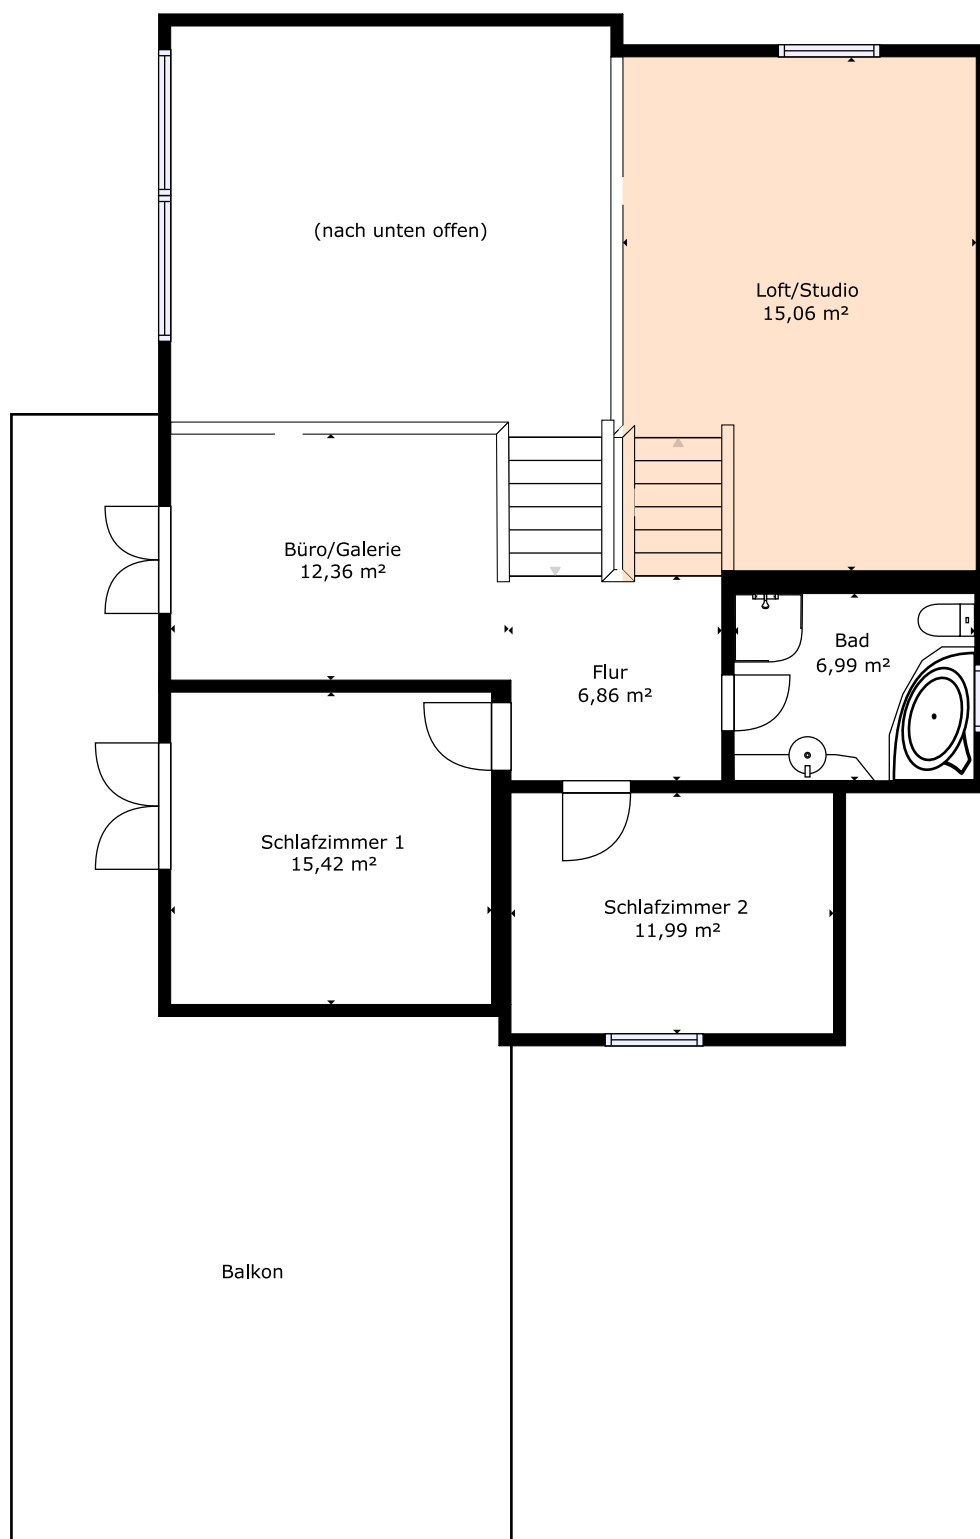 (nach unten offen)
Loft/Studio
15,06 m²
Büro/Galerie
12,36 m²
Flur
6,86 m²
Bad
6,99 m²
Schlafzimmer 1
15,42 m²
Schlafzimmer 2
11,99 m²
Balkon